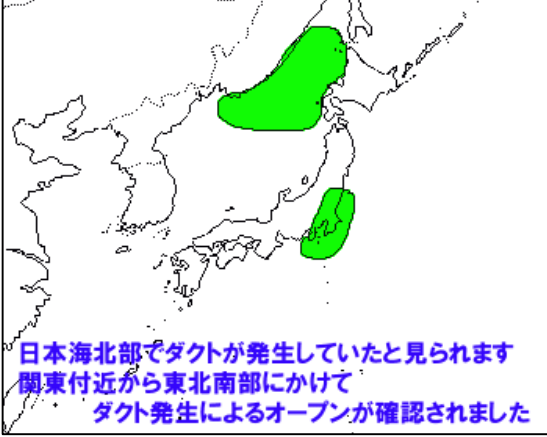 日本海北部でダクトが発生していたと見られます
関東付近から東北南部にかけて
ダクト発生によるオープンが確認されました